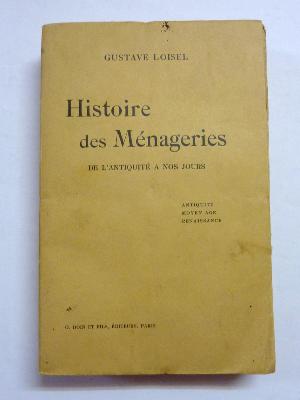 GUSTAVE LOISEL
Histoire
des Ménageries
DE L'ANTIQUITÉ A NOS JOURS
ANTIQUITÉ
MOYEN AGE
RENAISSANCE
O. DOIN ET FILS, ÉDITEURS, PARIS